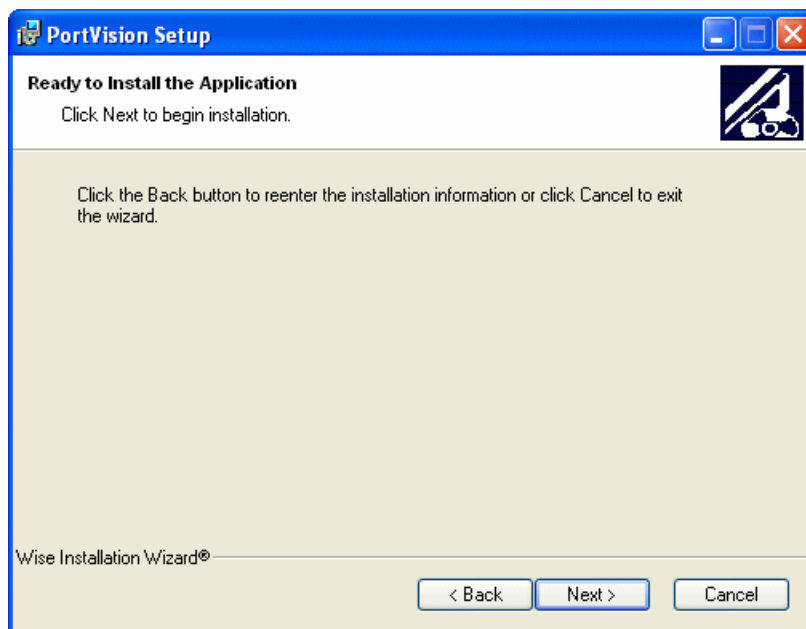 PortVision Setup
Ready to Install the Application
Click Next to begin installation.
Click the Back button to reenter the installation information or click Cancel to exit
the wizard.
Wise Installation Wizard®
< Back
Next >
Cancel